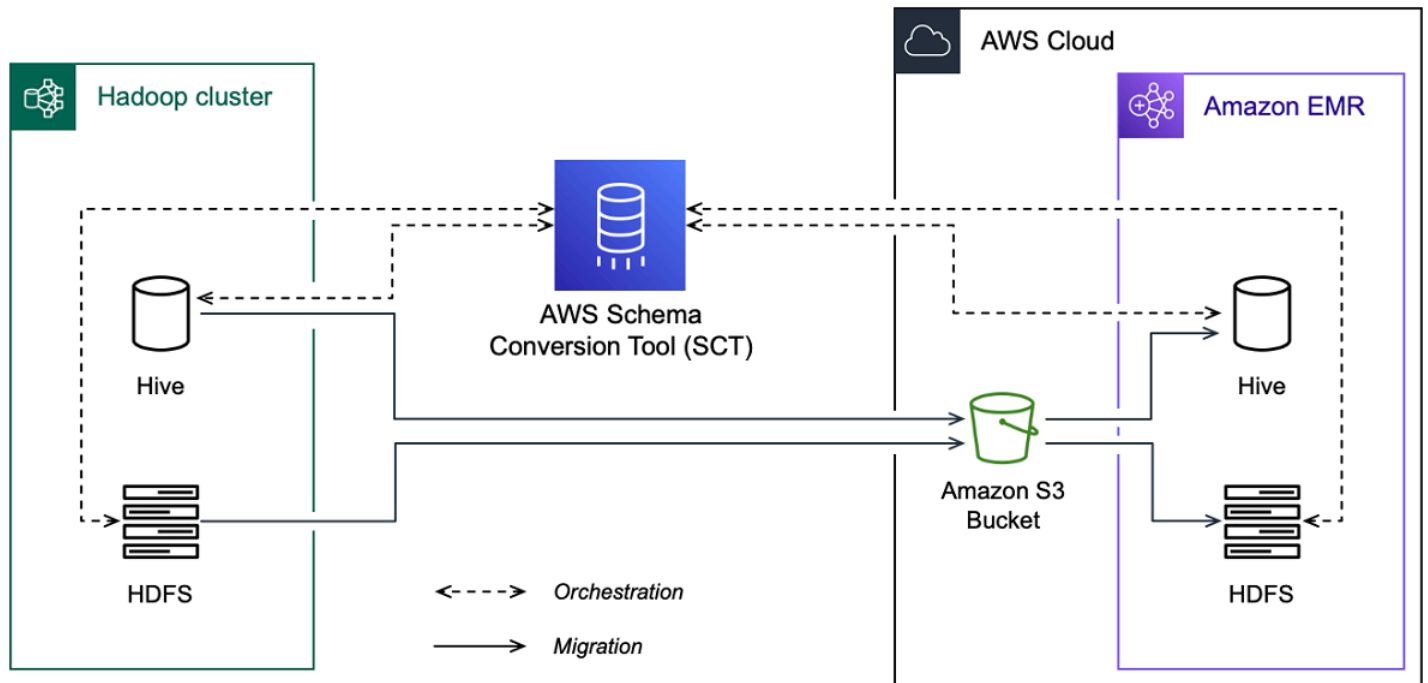 AWS Cloud
Hadoop cluster
Amazon EMR
AWS Schema
Conversion Tool (SCT)
Hive
Hive
Amazon S3
Bucket
HDFS
HDFS
Orchestration
Migration